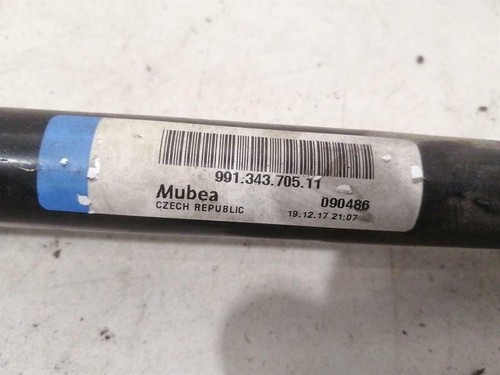 991.343.705.11
Mubea 090486
CZECH REPUBLIC 19.12.17 21:07